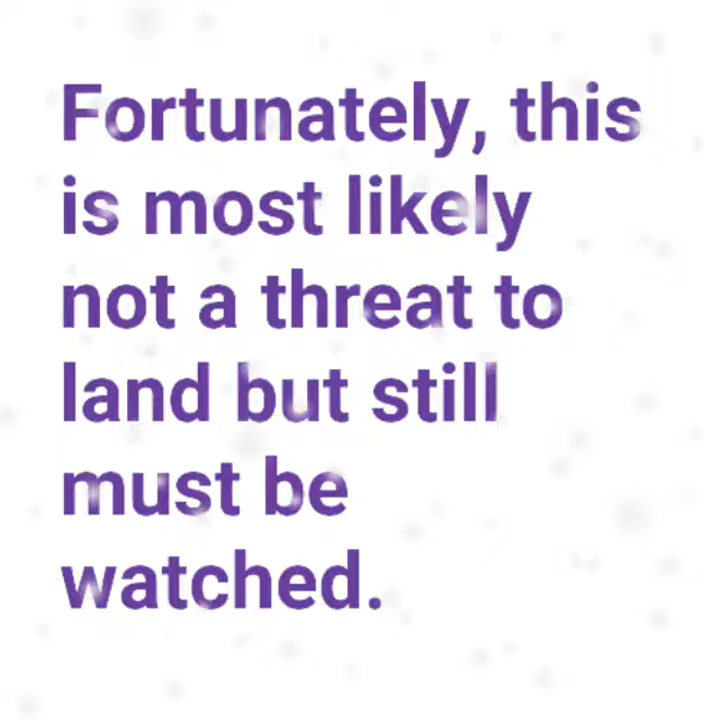 Fortunately, this
is most likely
not a threat to
land but still
must be
watched.